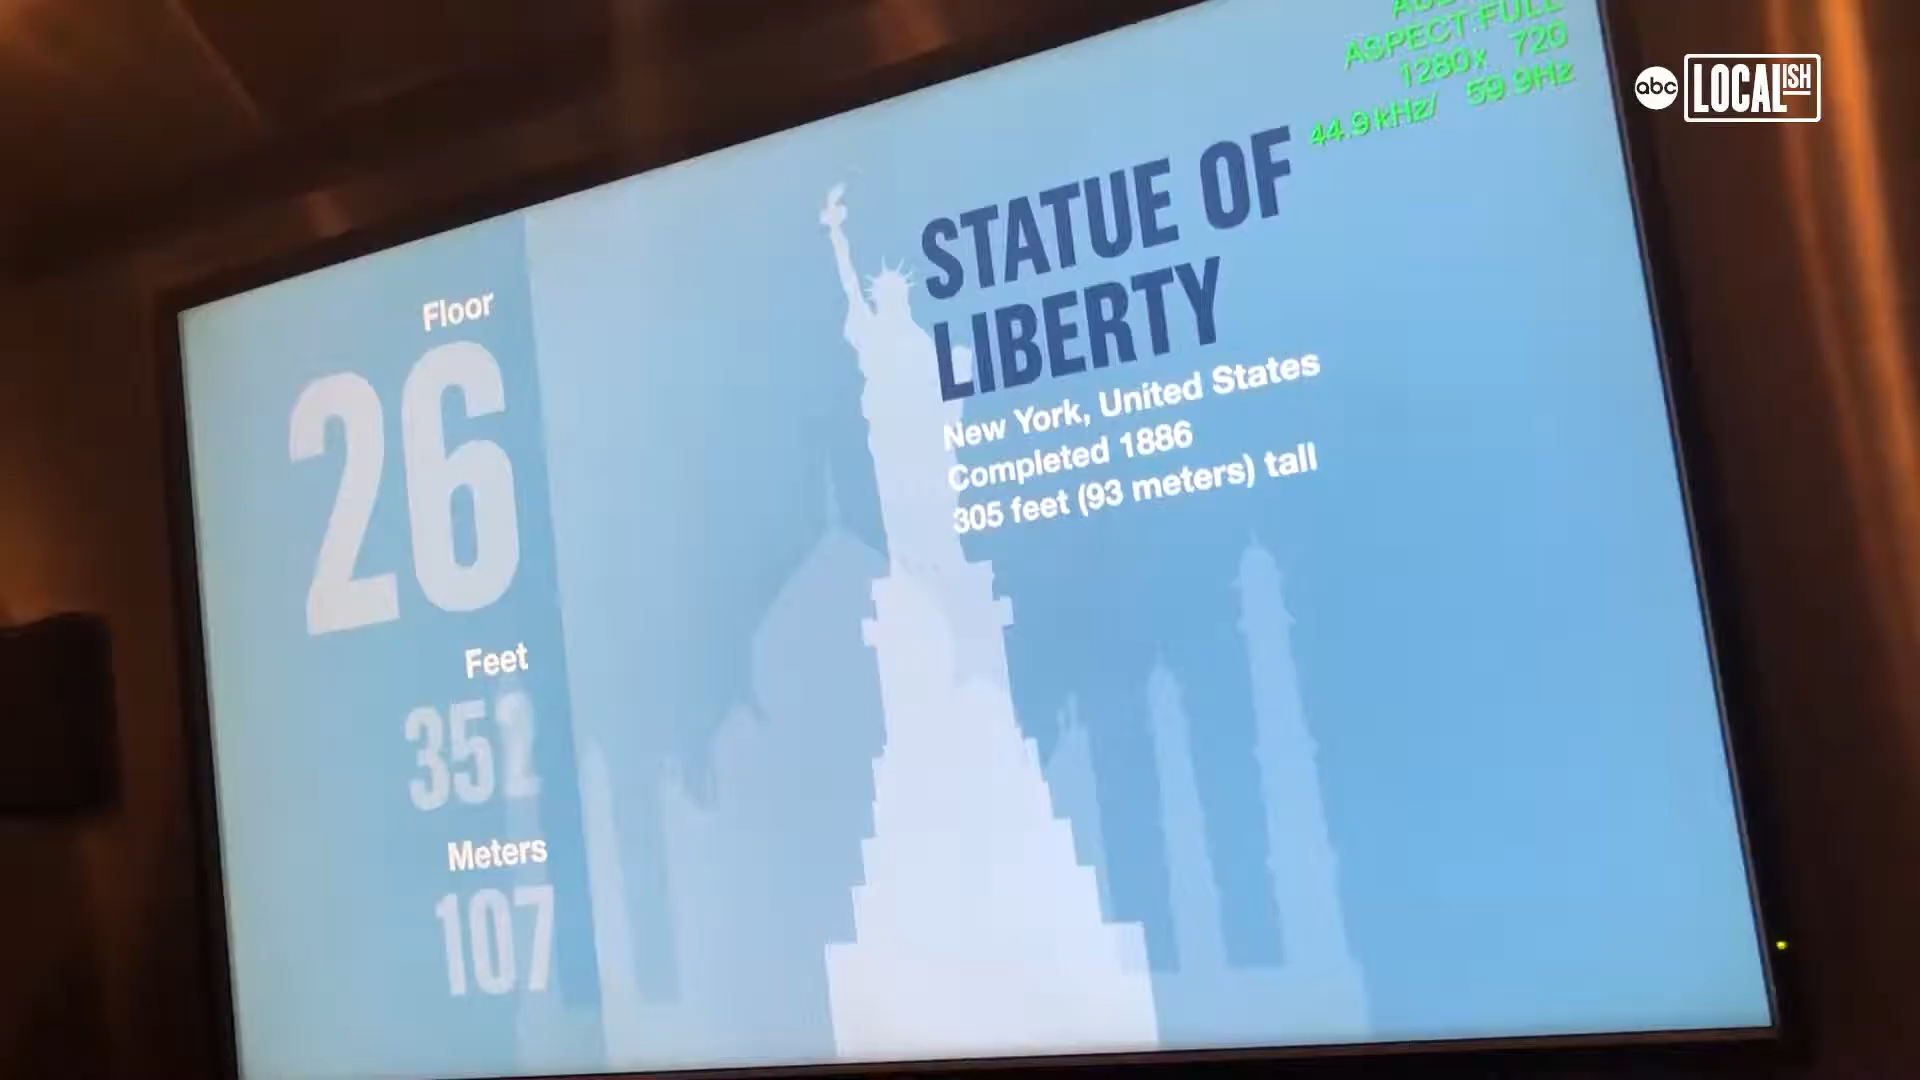 ASPECT:FULL
1280x 720
44.9 kHz/ 59 9Hz
abc LOCALISH
STATUE OF
LIBERTY
New York, United States
Completed 1886
305 feet (93 meters) tall
Floor
26
Feet
Meters
107